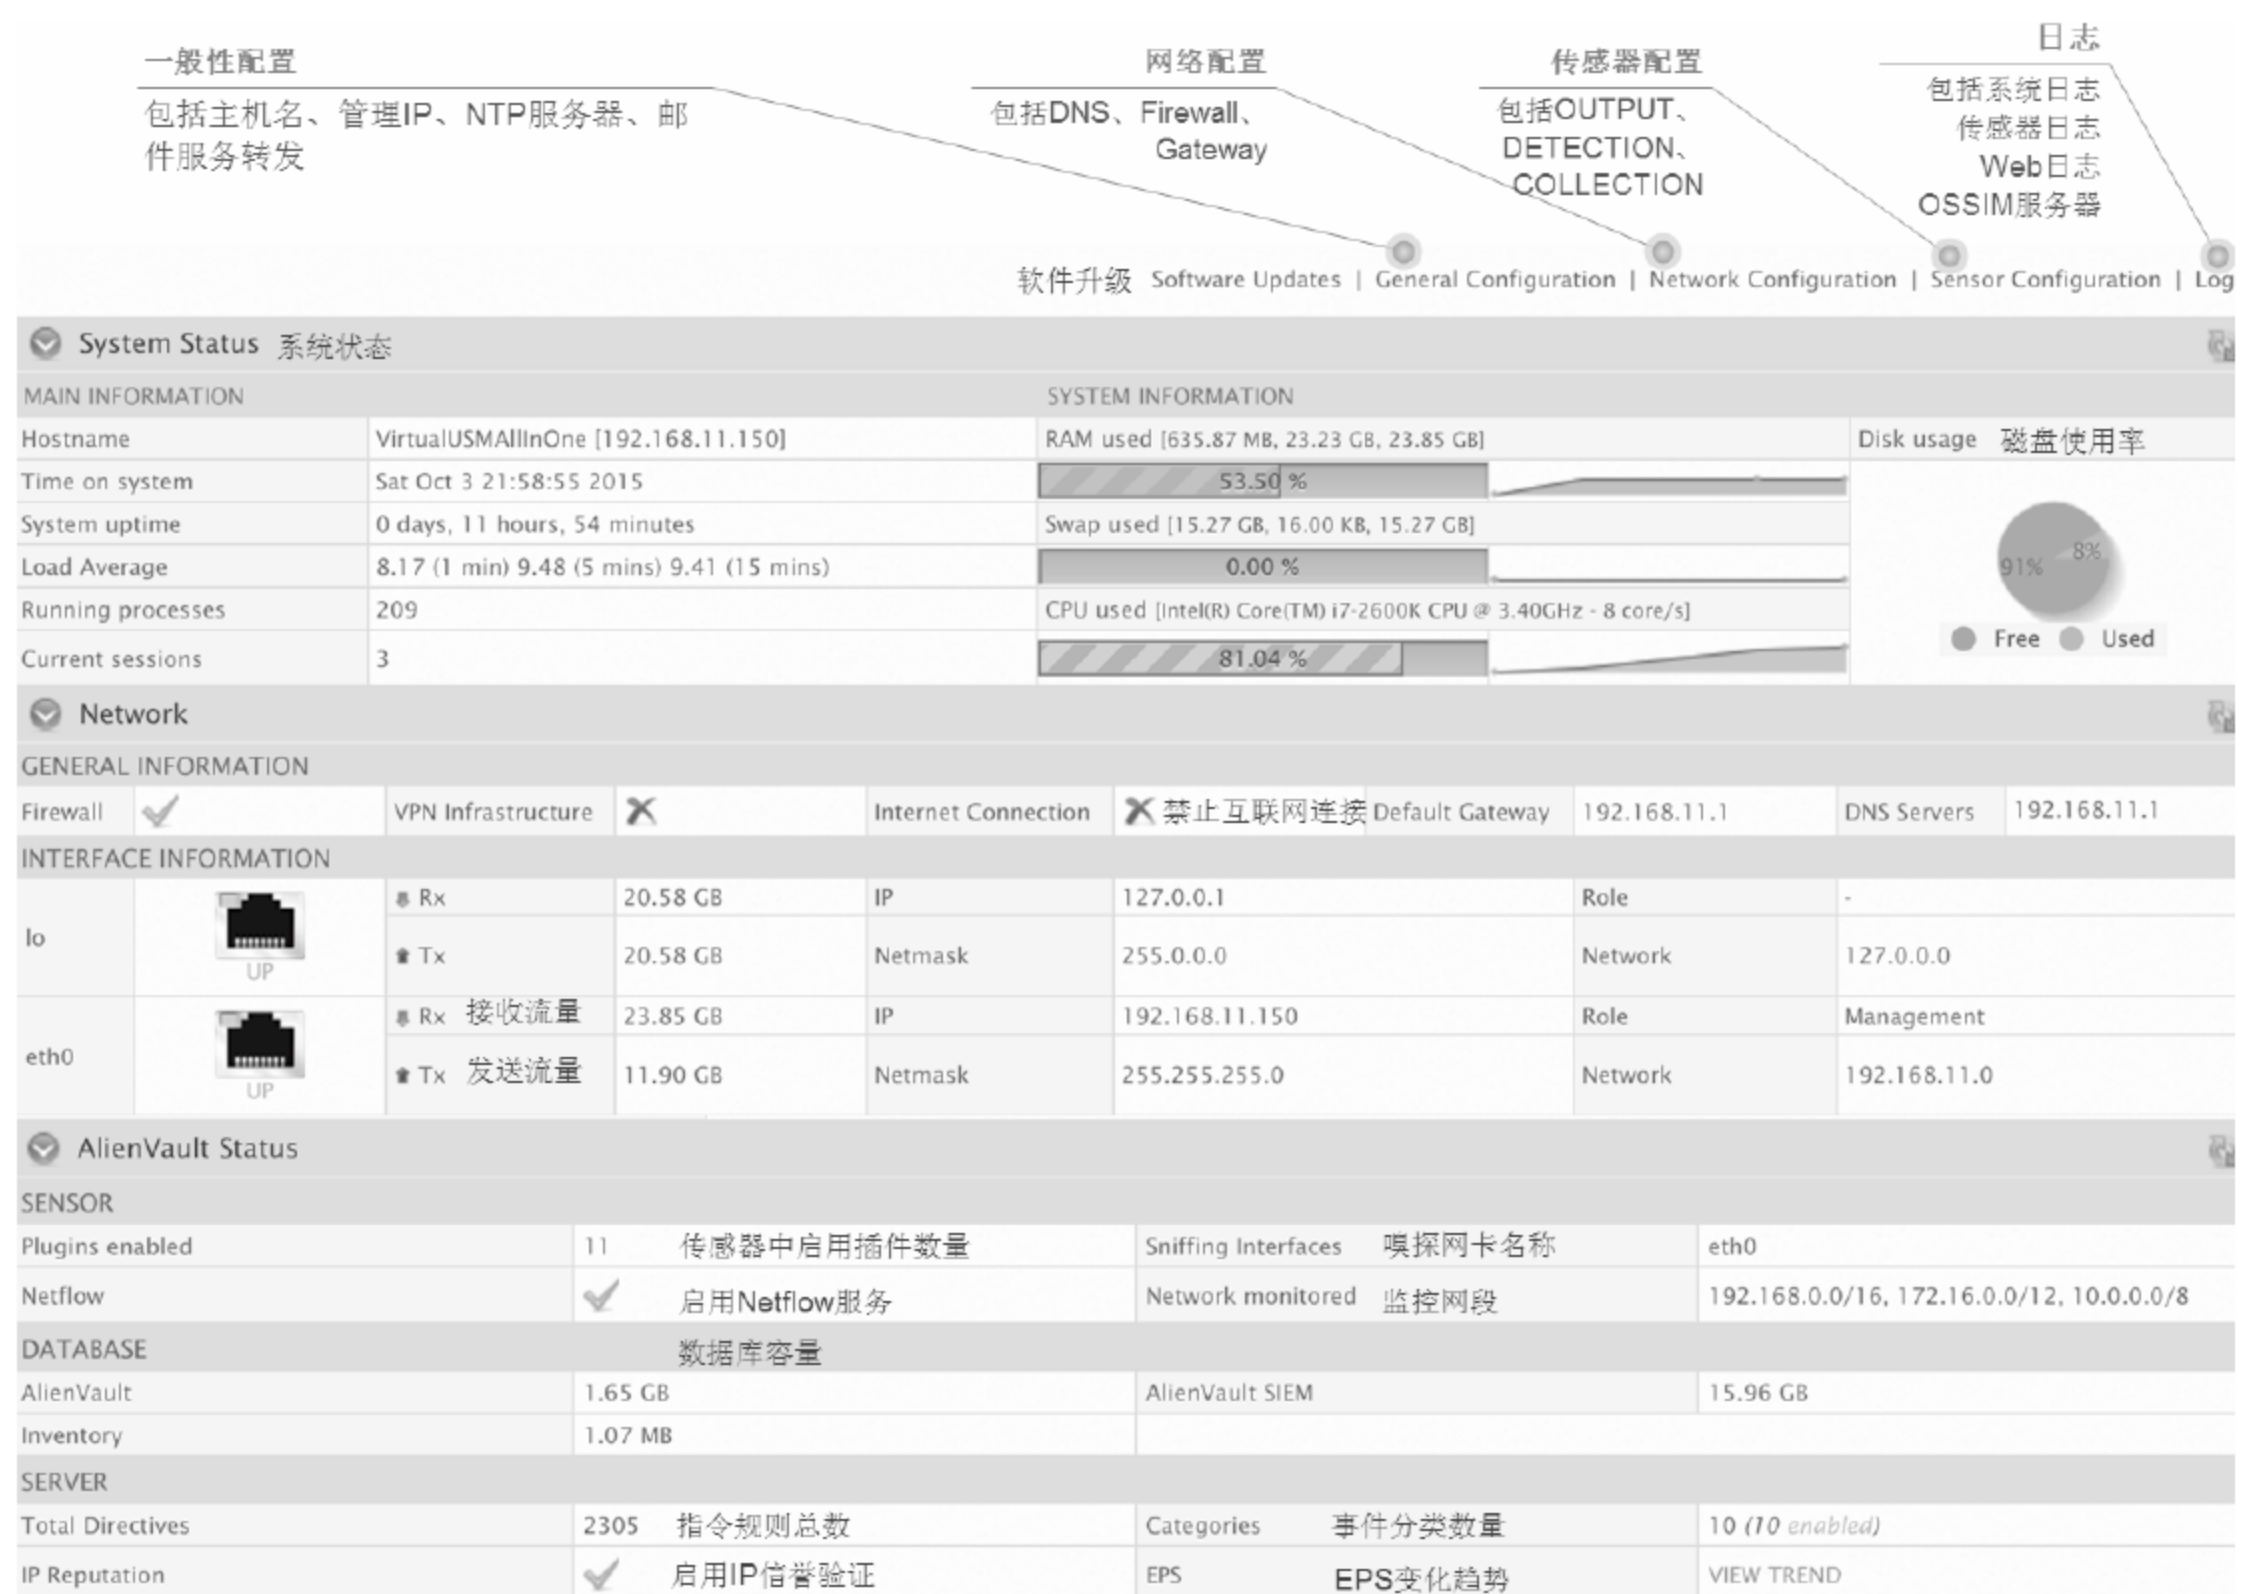 一般性配置
包括主机名、管理IP、NTP服务器、邮
件服务转发
网络配置
包括DNS、Firewall、
Gateway
传感器配置
包括OUTPUT、
DETECTION、
COLLECTION
日志
包括系统日志
传感器日志
Web日志
OSSIM服务器
软件升级 Software Updates | General Configuration | Network Configuration | Sensor Configuration | Log
System Status 系统状态
MAIN INFORMATION SYSTEM INFORMATION
Hostname VirtualUSMAllInOne [192.168.11.150] RAM used [635.87 MB, 23.23 GB, 23.85 GB] Disk usage 磁盘使用率
Time on system Sat Oct 3 21:58:55 2015 53.50 %
System uptime 0 days, 11 hours, 54 minutes Swap used [15.27 GB, 16.00 KB, 15.27 GB]
Load Average 8.17 (1 min) 9.48 (5 mins) 9.41 (15 mins) 0.00 % 91% 8%
Running processes 209 CPU used [Intel(R) Core(TM) i7-2600K CPU @ 3.40GHz - 8 core/s]
Free Used
Current sessions 3 81.04 %
Network
GENERAL INFORMATION
Firewall VPN Infrastructure Internet Connection 禁止互联网连接 Default Gateway 192.168.11.1 DNS Servers 192.168.11.1
INTERFACE INFORMATION
lo UP Rx 20.58 GB IP 127.0.0.1 Role -
Tx 20.58 GB Netmask 255.0.0.0 Network 127.0.0.0
eth0 UP Rx 接收流量 23.85 GB IP 192.168.11.150 Role Management
Tx 发送流量 11.90 GB Netmask 255.255.255.0 Network 192.168.11.0
AlienVault Status
SENSOR
Plugins enabled 11 传感器中启用插件数量 Sniffing Interfaces 嗅探网卡名称 eth0
Netflow 启用Netflow服务 Network monitored 监控网段 192.168.0.0/16, 172.16.0.0/12, 10.0.0.0/8
DATABASE 数据库容量
AlienVault 1.65 GB AlienVault SIEM 15.96 GB
Inventory 1.07 MB
SERVER
Total Directives 2305 指令规则总数 Categories 事件分类数量 10 (10 enabled)
IP Reputation 启用IP信誉验证 EPS EPS变化趋势 VIEW TREND